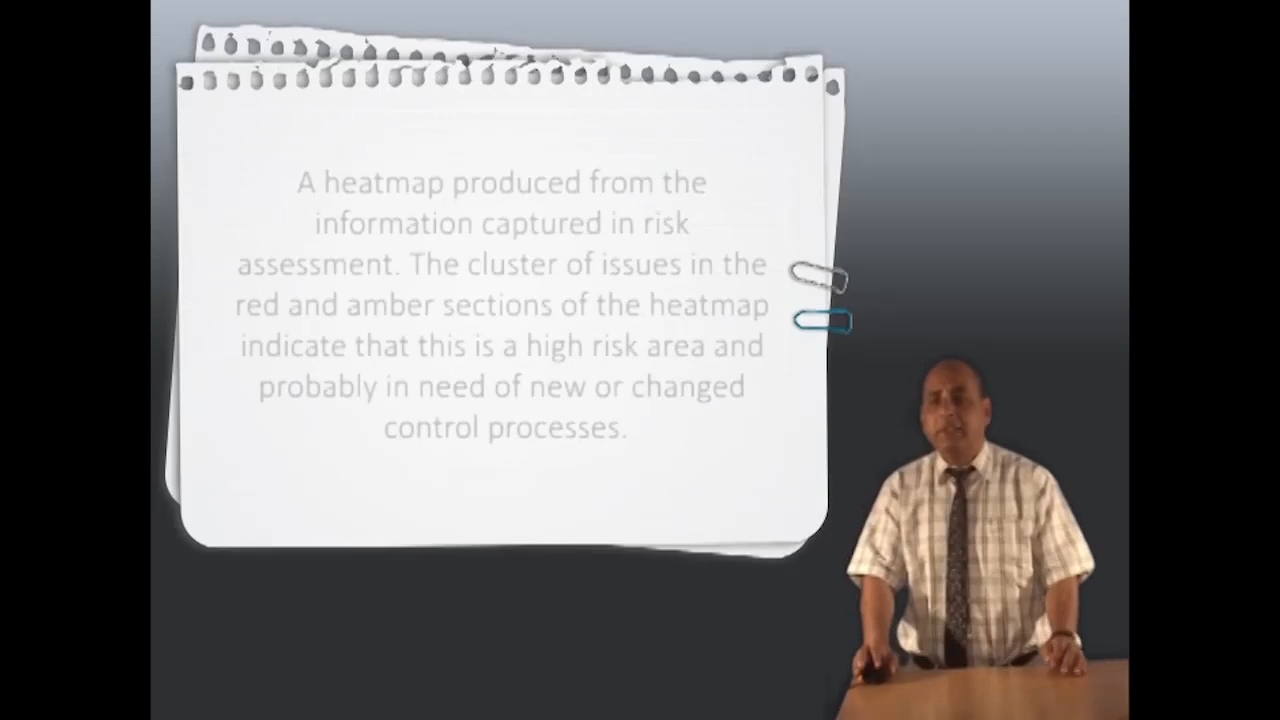 A heatmap produced from the
information captured in risk
assessment. The cluster of issues in the
red and amber sections of the heatmap
indicate that this is a high risk area and
probably in need of new or changed
control processes.